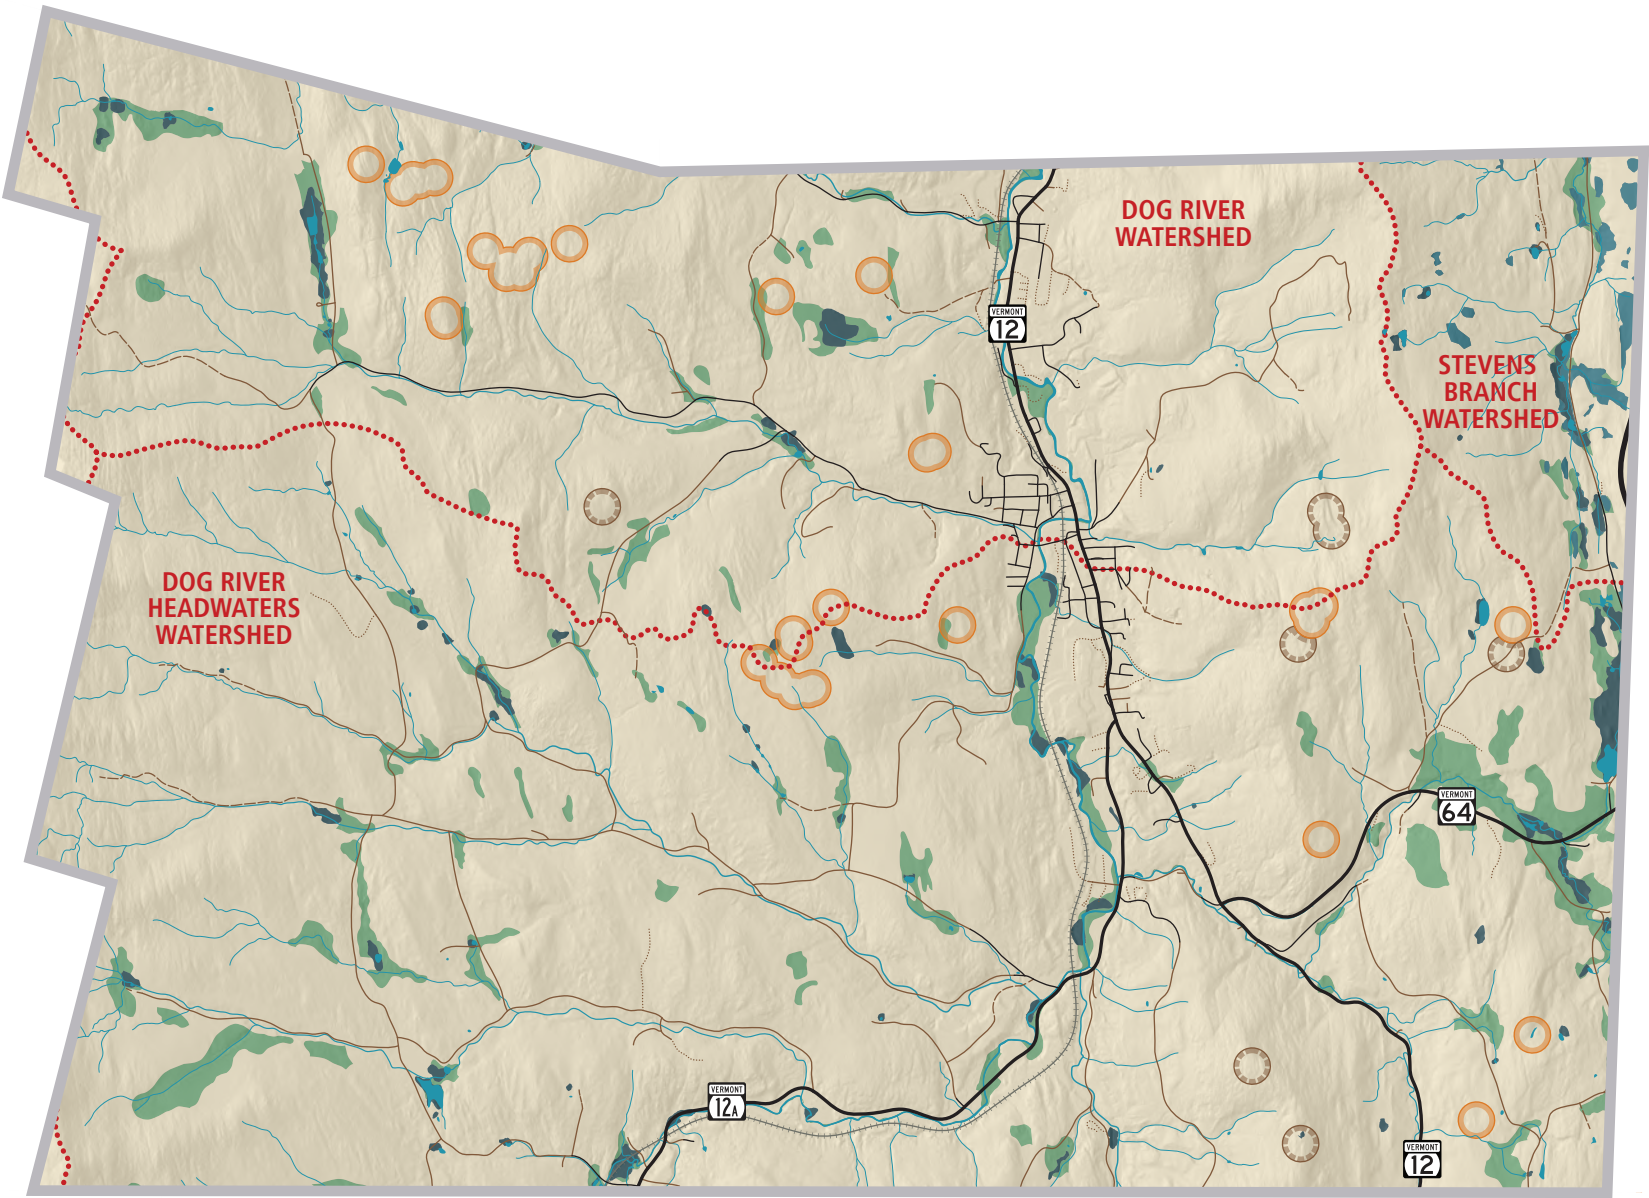 DOG RIVER
WATERSHED
VERMONT
12
STEVENS
BRANCH
WATERSHED
DOG RIVER
HEADWATERS
WATERSHED
VERMONT
64
VERMONT
12A
VERMONT
12